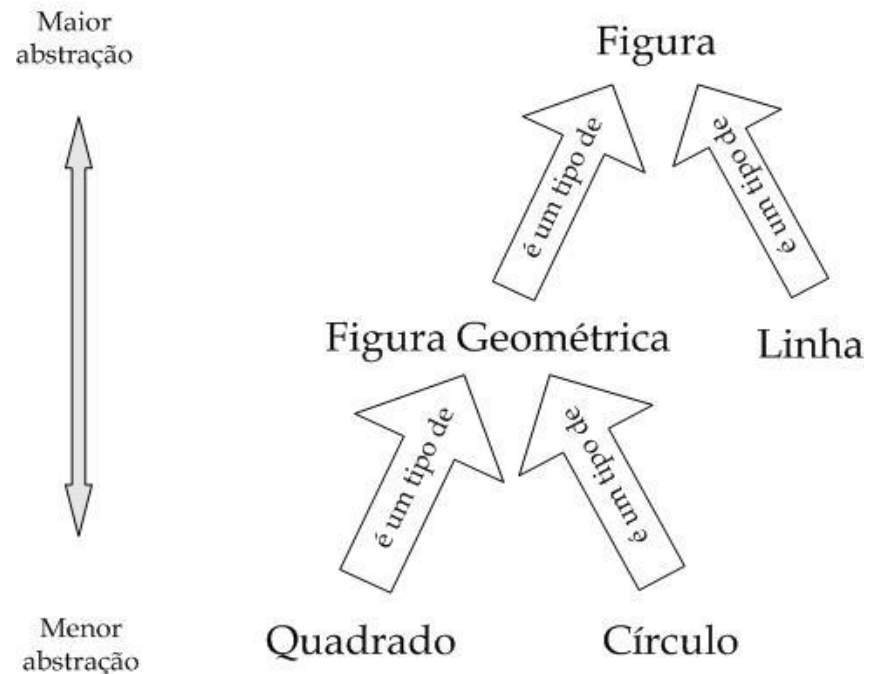 Maior
abstração
Figura
é um tipo de
é um tipo de
Figura Geométrica
Linha
é um tipo de
é um tipo de
Menor
abstração
Quadrado
Círculo